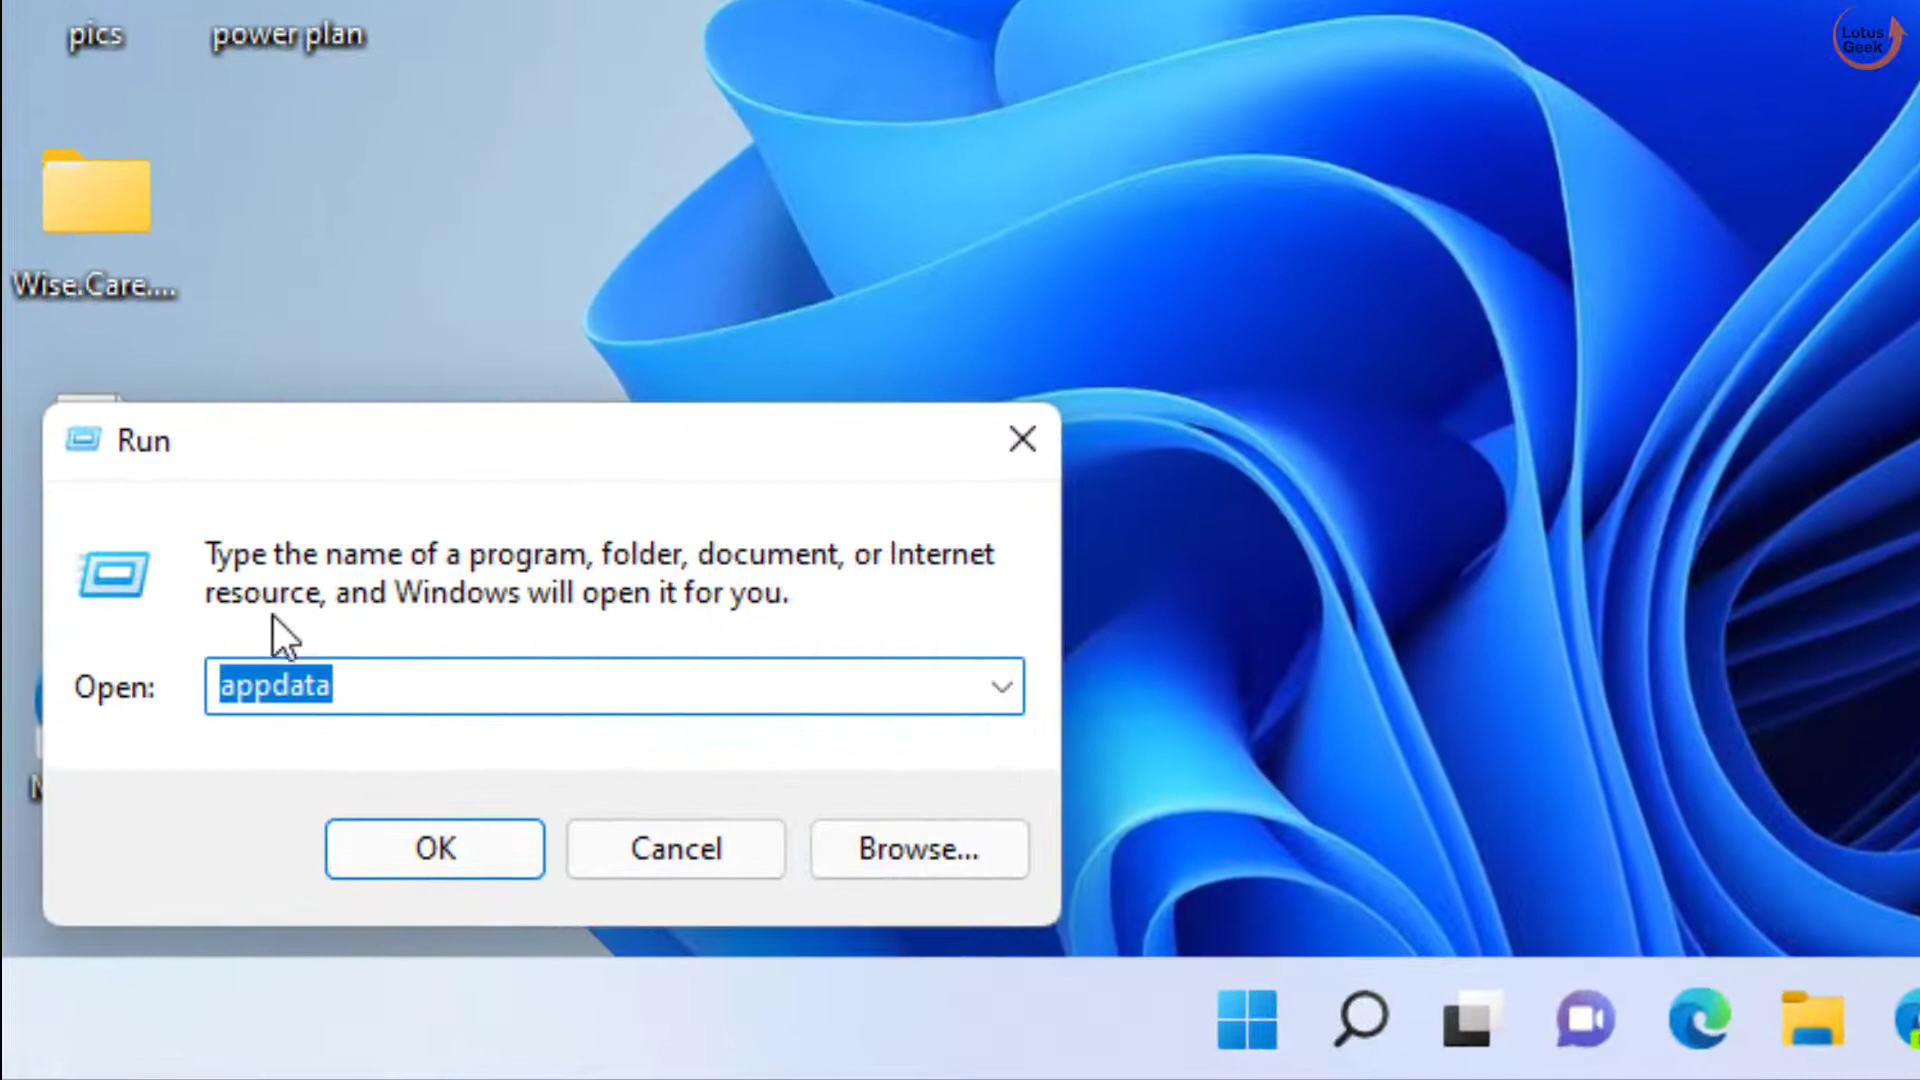 pics
power plan
Lotus
Geek
Wise.Care....
Run
Type the name of a program, folder, document, or Internet
resource, and Windows will open it for you.
Open:
appdata
OK
Cancel
Browse...